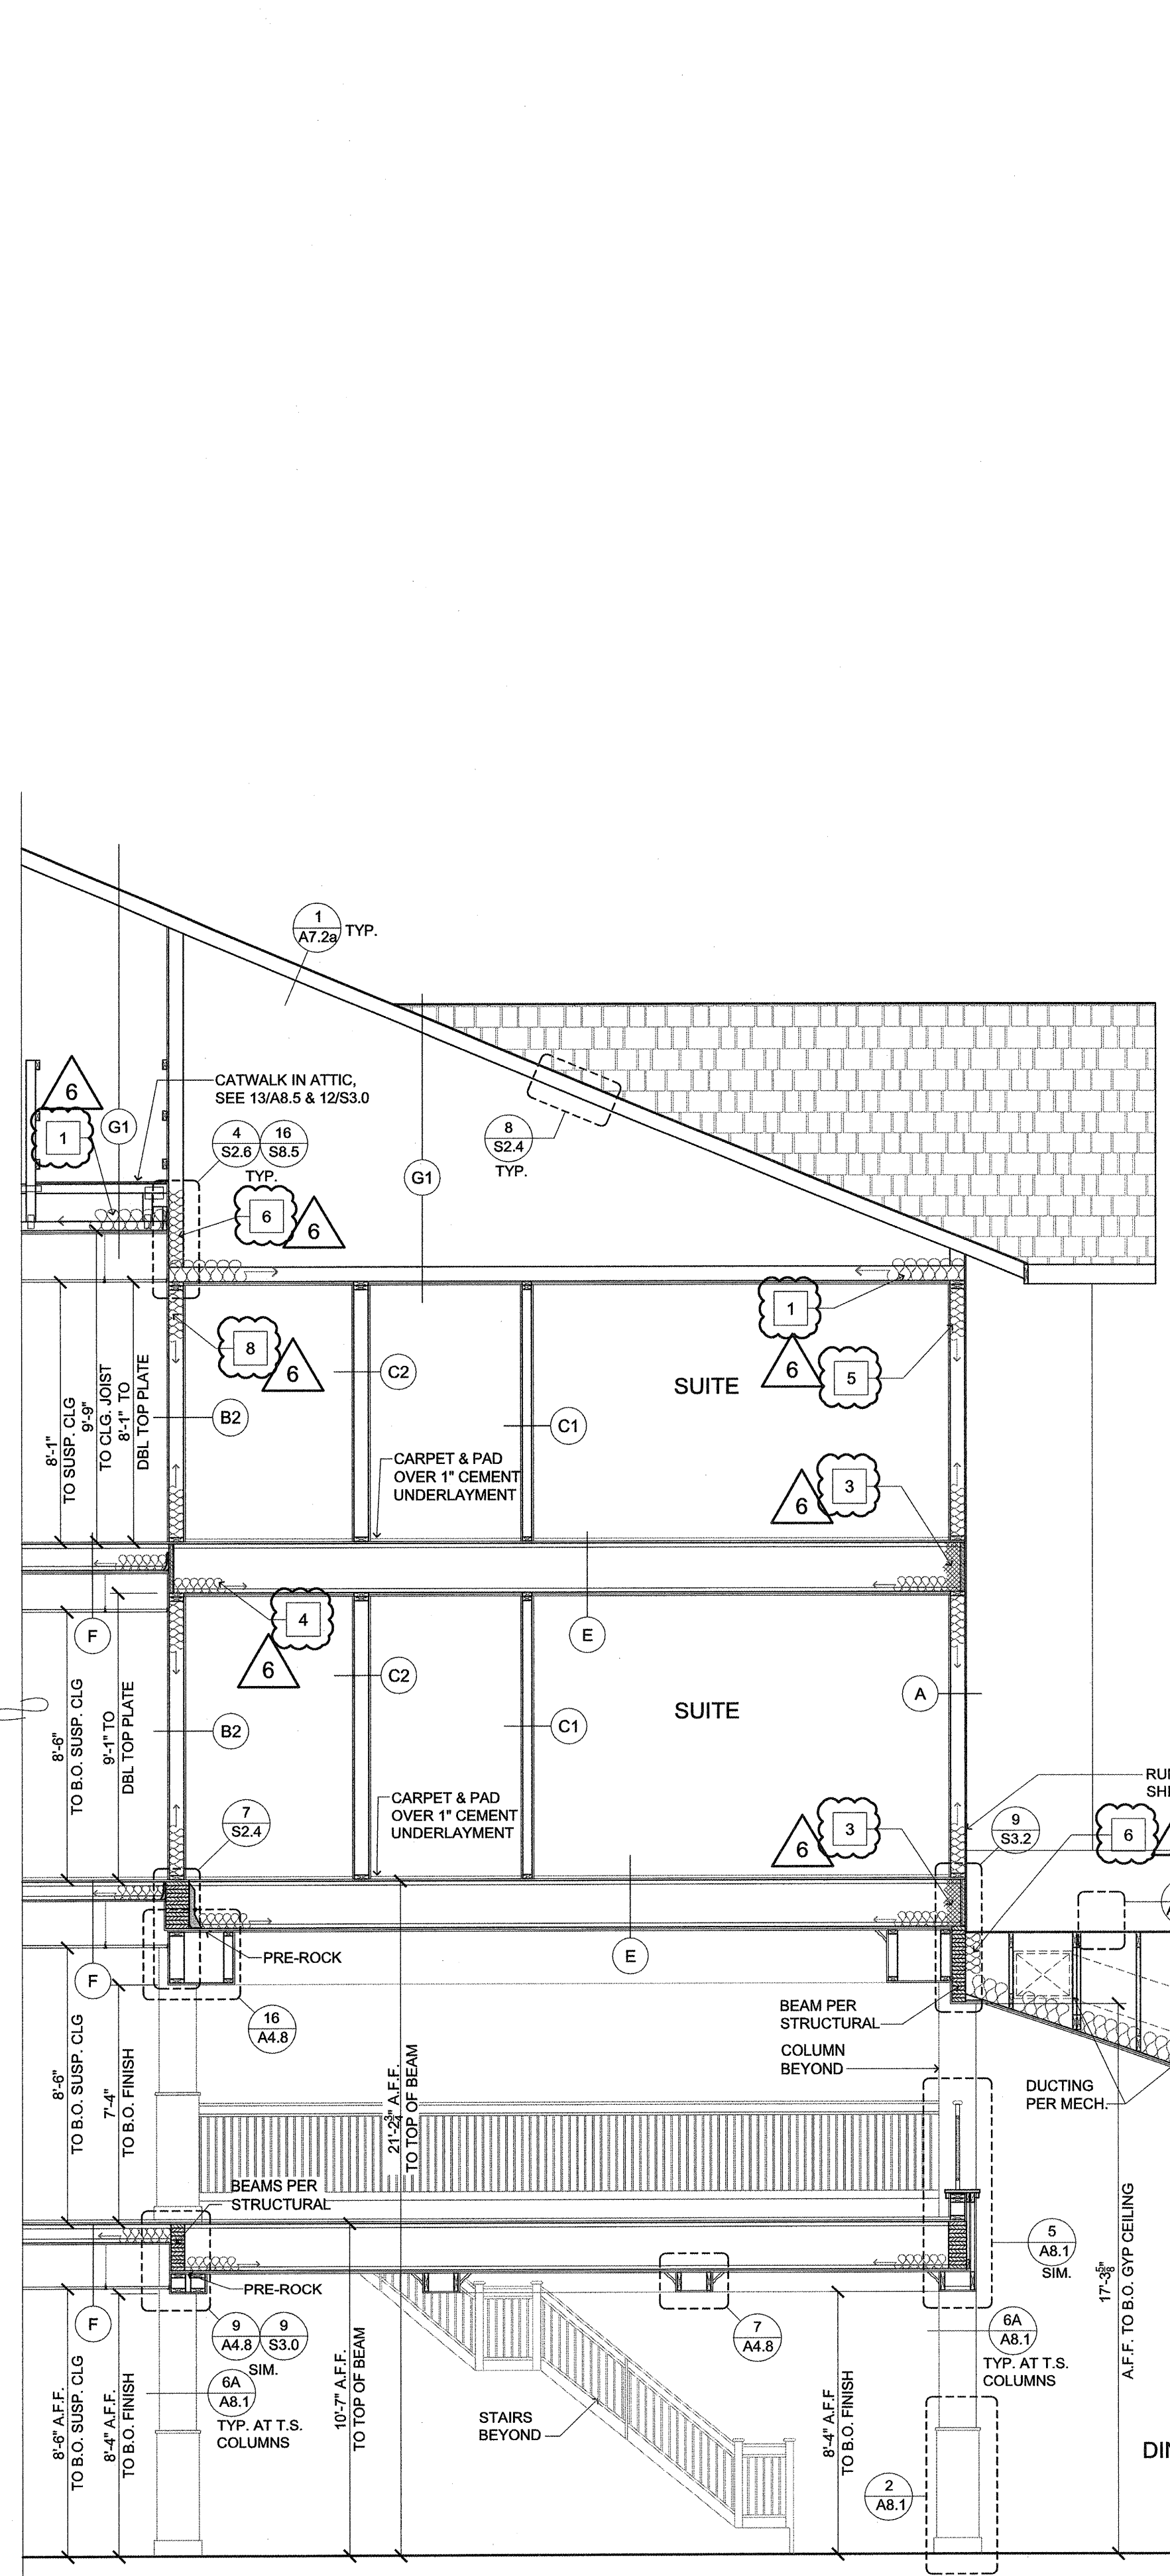 1
A7.2a
TYP.
CATWALK IN ATTIC,
SEE 13/A8.5 & 12/S3.0
6
1
G1
4
S2.6
16
S8.5
TYP.
8
S2.4
TYP.
G1
6
6
1
6
5
8
6
C2
SUITE
B2
C1
8'-1"
TO SUSP. CLG
9'-9"
TO CLG. JOIST
8'-1" TO
DBL TOP PLATE
CARPET & PAD
OVER 1" CEMENT
UNDERLAYMENT
3
6
4
6
F
E
C2
A
SUITE
B2
C1
8'-6"
TO B.O. SUSP. CLG
9'-1" TO
DBL TOP PLATE
CARPET & PAD
OVER 1" CEMENT
UNDERLAYMENT
7
S2.4
3
6
9
S3.2
6
E
PRE-ROCK
F
16
A4.8
BEAM PER
STRUCTURAL
COLUMN
BEYOND
DUCTING
PER MECH.
8'-6"
TO B.O. SUSP. CLG
7'-4"
TO B.O. FINISH
21'-2¾" A.F.F.
TO TOP OF BEAM
BEAMS PER
STRUCTURAL
PRE-ROCK
5
A8.1
SIM.
17'-3⅝"
A.F.F. TO B.O. GYP CEILING
F
9
A4.8
9
S3.0
SIM.
7
A4.8
6A
A8.1
TYP. AT T.S.
COLUMNS
6A
A8.1
TYP. AT T.S.
COLUMNS
8'-6" A.F.F.
TO B.O. SUSP. CLG
8'-4" A.F.F.
TO B.O. FINISH
10'-7" A.F.F.
TO TOP OF BEAM
STAIRS
BEYOND
8'-4" A.F.F
TO B.O. FINISH
2
A8.1